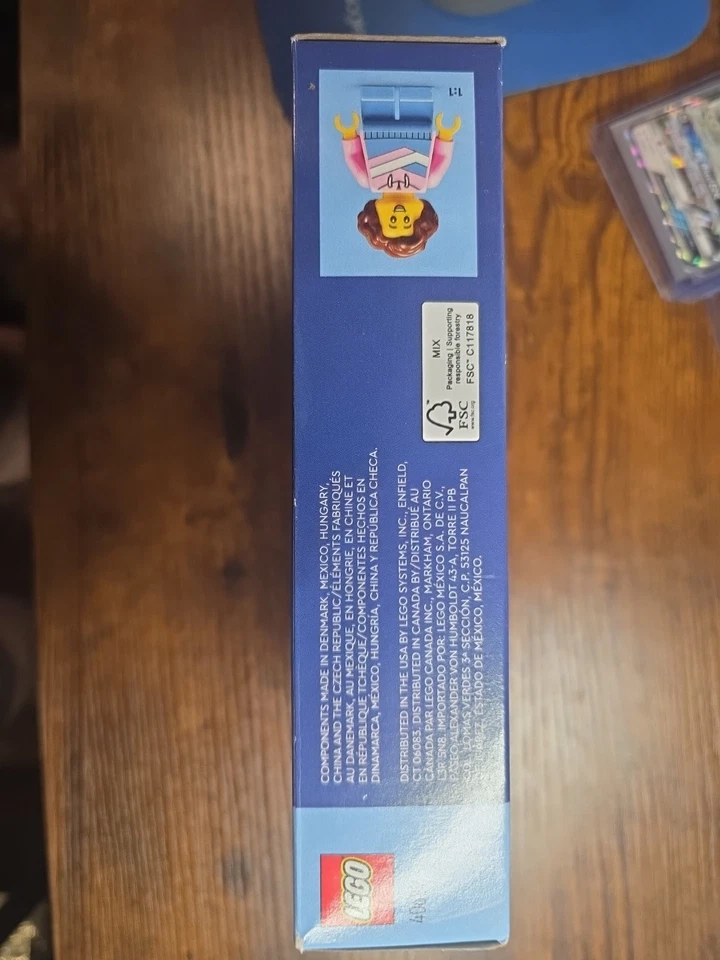 COMPONENTS MADE IN DENMARK, MEXICO, HUNGARY,
CHINA AND THE CZECH REPUBLIC/ÉLÉMENTS FABRIQUÉS
AU DANEMARK, AU MEXIQUE, EN HONGRIE, EN CHINE ET
EN RÉPUBLIQUE TCHÈQUE/COMPONENTES HECHOS EN
DINAMARCA, MÉXICO, HUNGRÍA, CHINA Y REPÚBLICA CHECA.
DISTRIBUTED IN THE USA BY LEGO SYSTEMS, INC., ENFIELD,
CT 06083. DISTRIBUTED IN CANADA BY/DISTRIBUÉ AU
CANADA PAR LEGO CANADA INC., MARKHAM, ONTARIO
L3R 5N8. IMPORTADO POR: LEGO MÉXICO S.A. DE C.V.,
PASEO ALEXANDER VON HUMBOLDT 43-A, TORRE II PB
LOMAS VERDES 3ª SECCIÓN, C.P. 53125 NAUCALPAN
ESTADO DE MÉXICO, MÉXICO.
FSC
www.fsc.org
MIX
Packaging | Supporting
responsible forestry
FSC™ C117818
1:1
LEGO